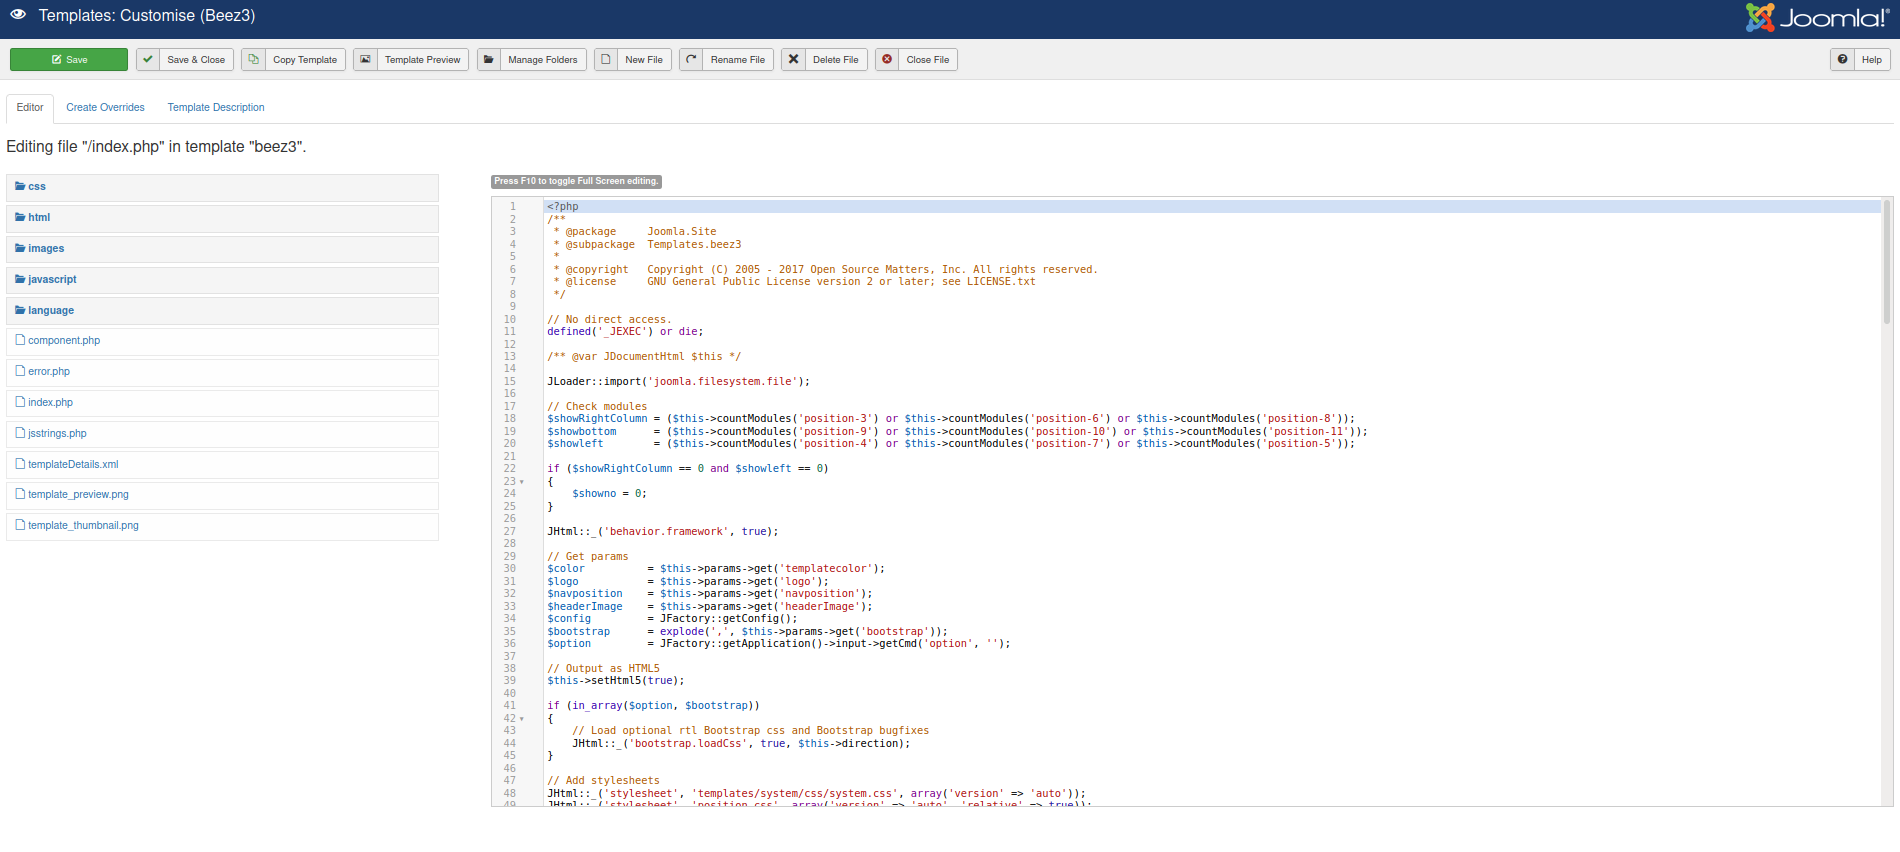 Templates: Customise (Beez3)
Joomla!®
Save
Save & Close
Copy Template
Template Preview
Manage Folders
New File
Rename File
Delete File
Close File
Help
Editor
Create Overrides
Template Description
Editing file "/index.php" in template "beez3".
css
html
images
javascript
language
component.php
error.php
index.php
jsstrings.php
templateDetails.xml
template_preview.png
template_thumbnail.png
Press F10 to toggle Full Screen editing.
1 <?php
2 /**
3  * @package     Joomla.Site
4  * @subpackage  Templates.beez3
5  *
6  * @copyright   Copyright (C) 2005 - 2017 Open Source Matters, Inc. All rights reserved.
7  * @license     GNU General Public License version 2 or later; see LICENSE.txt
8  */
9
10 // No direct access.
11 defined('_JEXEC') or die;
12
13 /** @var JDocumentHtml $this */
14
15 JLoader::import('joomla.filesystem.file');
16
17 // Check modules
18 $showRightColumn = ($this->countModules('position-3') or $this->countModules('position-6') or $this->countModules('position-8'));
19 $showbottom      = ($this->countModules('position-9') or $this->countModules('position-10') or $this->countModules('position-11'));
20 $showleft        = ($this->countModules('position-4') or $this->countModules('position-7') or $this->countModules('position-5'));
21
22 if ($showRightColumn == 0 and $showleft == 0)
23 {
24     $showno = 0;
25 }
26
27 JHtml::_('behavior.framework', true);
28
29 // Get params
30 $color          = $this->params->get('templatecolor');
31 $logo           = $this->params->get('logo');
32 $navposition    = $this->params->get('navposition');
33 $headerImage    = $this->params->get('headerImage');
34 $config         = JFactory::getConfig();
35 $bootstrap      = explode(',', $this->params->get('bootstrap'));
36 $option         = JFactory::getApplication()->input->getCmd('option', '');
37
38 // Output as HTML5
39 $this->setHtml5(true);
40
41 if (in_array($option, $bootstrap))
42 {
43     // Load optional rtl Bootstrap css and Bootstrap bugfixes
44     JHtml::_('bootstrap.loadCss', true, $this->direction);
45 }
46
47 // Add stylesheets
48 JHtml::_('stylesheet', 'templates/system/css/system.css', array('version' => 'auto'));
49 JHtml::_('stylesheet', 'position.css', array('version' => 'auto', 'relative' => true));